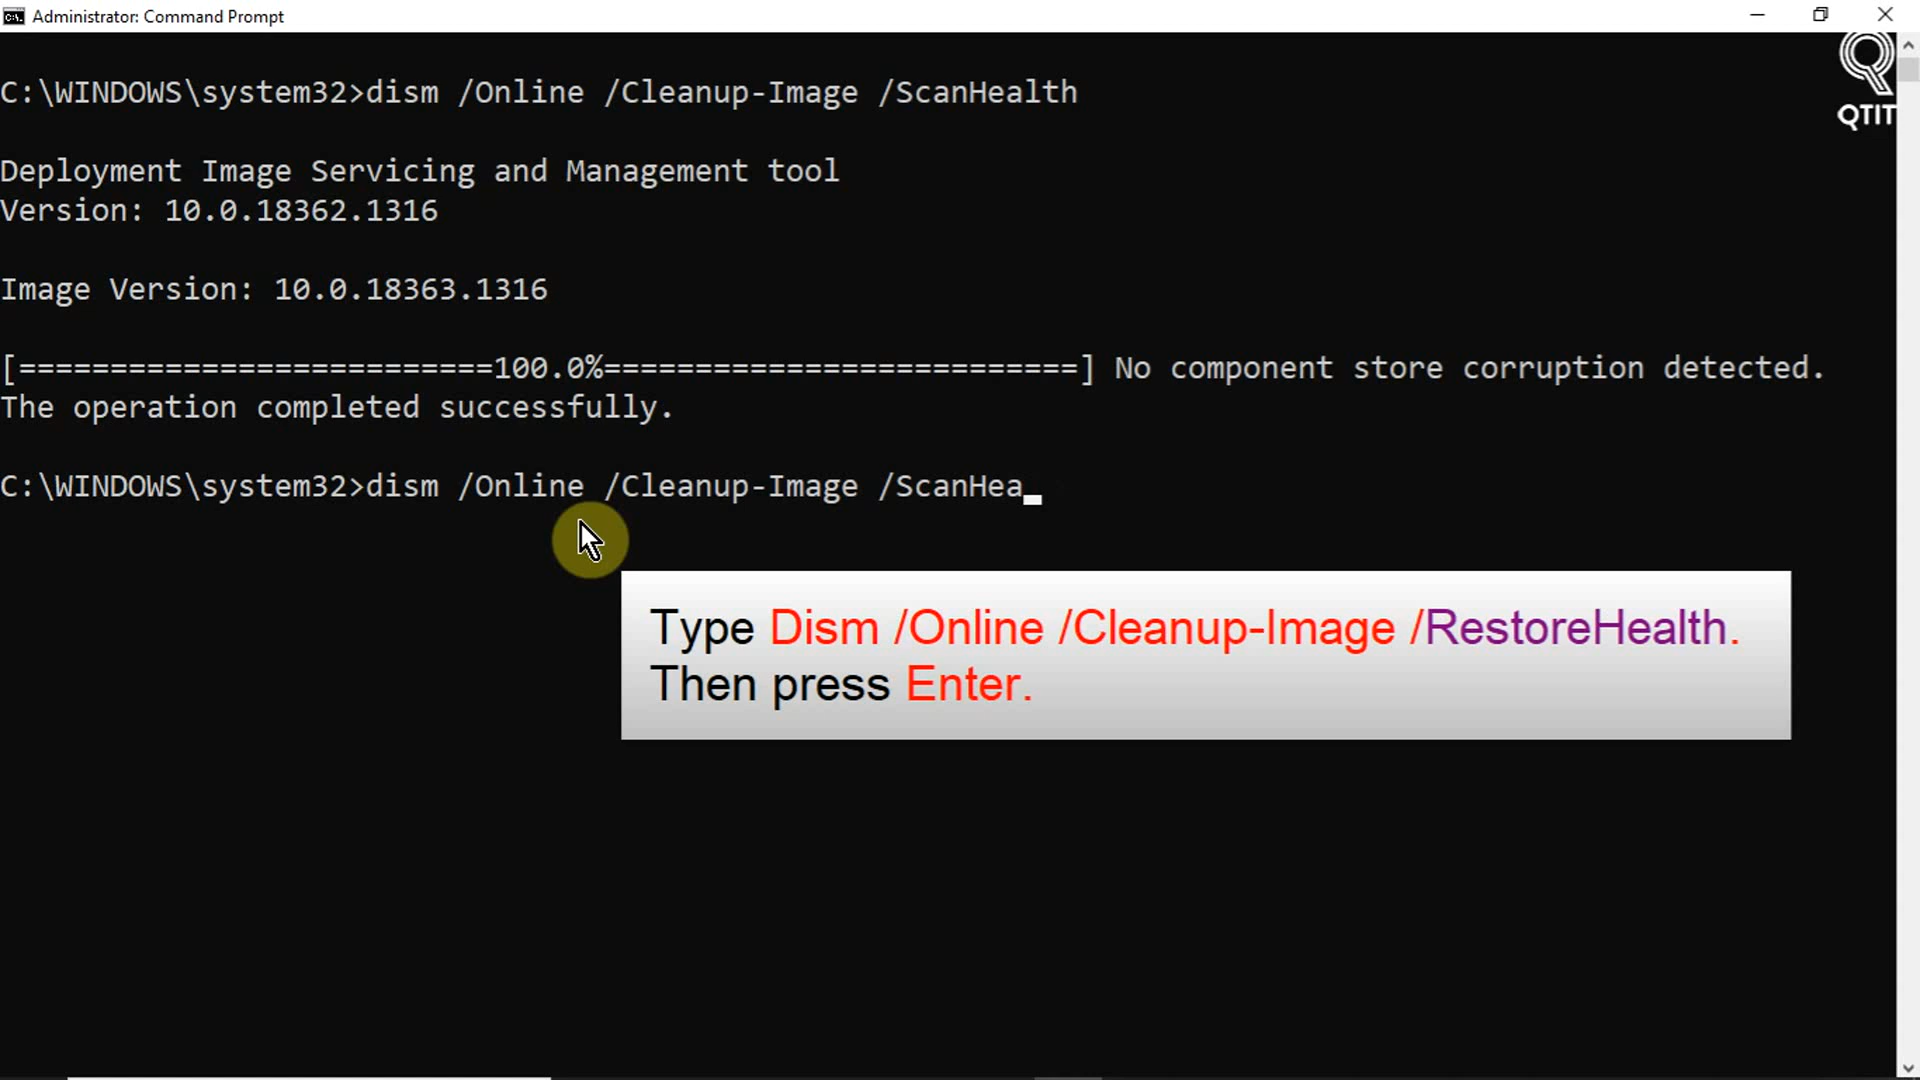 Administrator: Command Prompt
QTIT
C:\WINDOWS\system32>dism /Online /Cleanup-Image /ScanHealth
Deployment Image Servicing and Management tool
Version: 10.0.18362.1316
Image Version: 10.0.18363.1316
[==========================100.0%==========================] No component store corruption detected.
The operation completed successfully.
C:\WINDOWS\system32>dism /Online /Cleanup-Image /ScanHea
Type Dism /Online /Cleanup-Image /RestoreHealth.
Then press Enter.